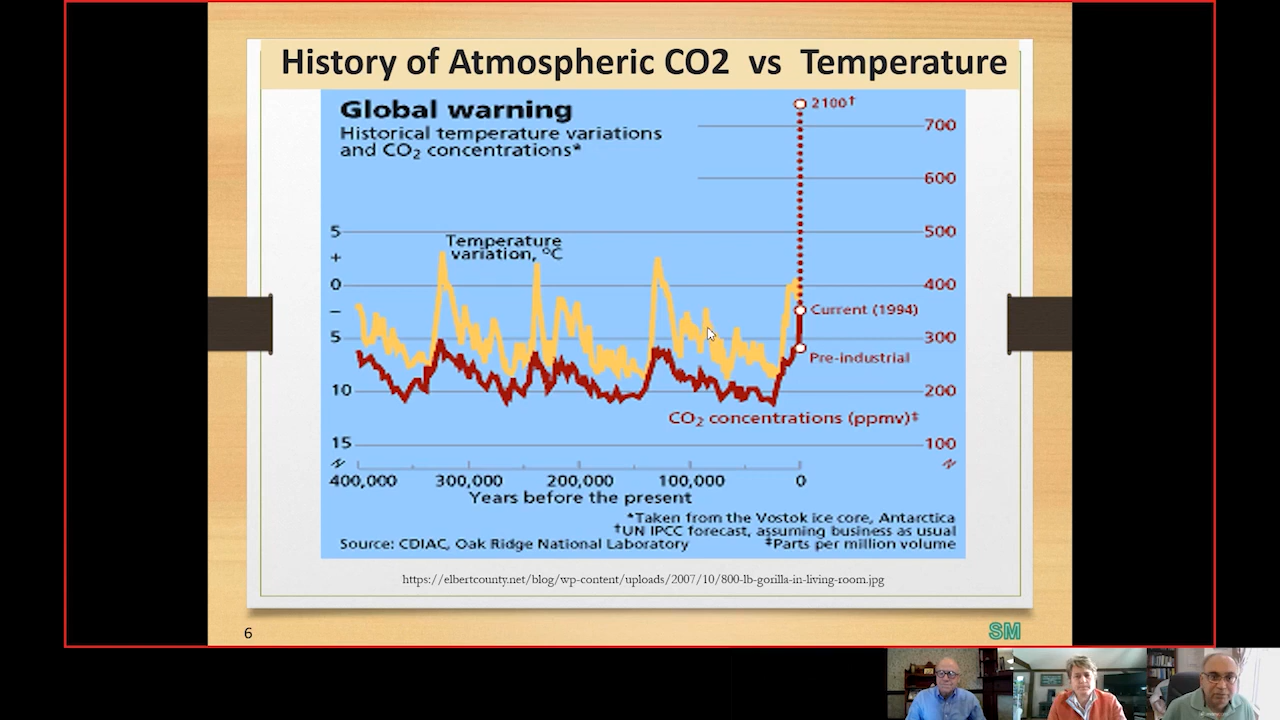 History of Atmospheric CO2 vs Temperature
Global warning
Historical temperature variations
and CO₂ concentrations*
2100†
700
600
5
500
Temperature
variation, °C
+
0
400
–
Current (1994)
5
300
Pre-industrial
10
200
CO₂ concentrations (ppmv)‡
15
100
400,000 300,000 200,000 100,000 0
Years before the present
*Taken from the Vostok ice core, Antarctica
†UN IPCC forecast, assuming business as usual
Source: CDIAC, Oak Ridge National Laboratory ‡Parts per million volume
https://elbertcounty.net/blog/wp-content/uploads/2007/10/800-lb-gorilla-in-living-room.jpg
6
SM